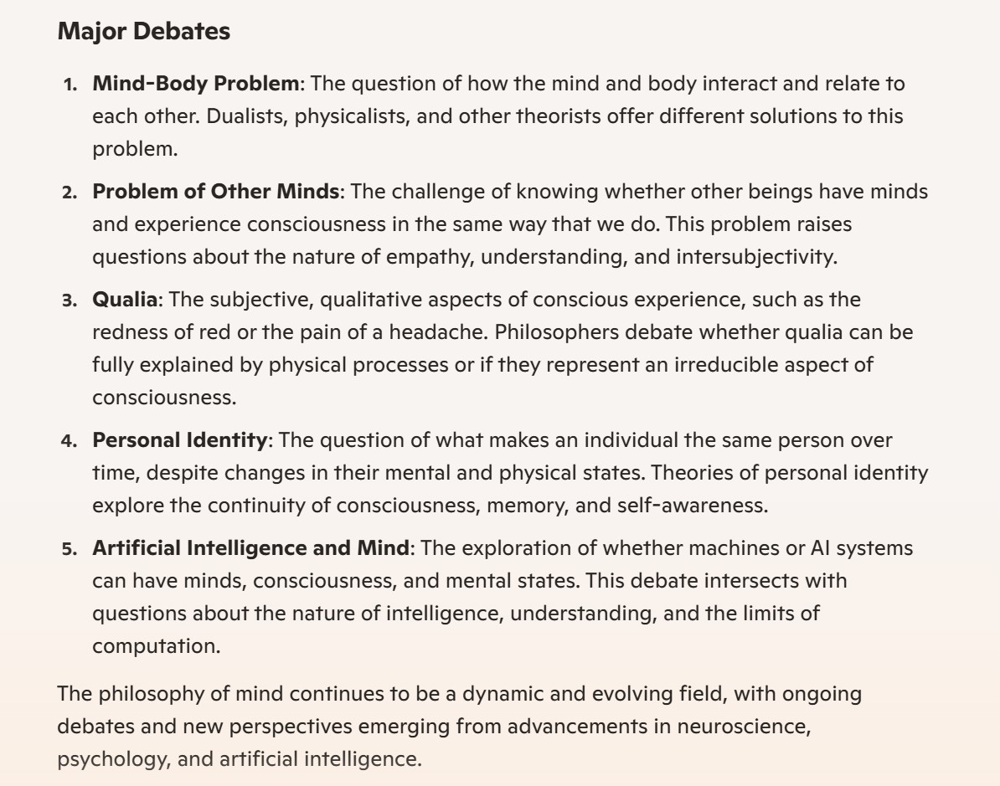 Major Debates
1. Mind-Body Problem: The question of how the mind and body interact and relate to
each other. Dualists, physicalists, and other theorists offer different solutions to this
problem.
2. Problem of Other Minds: The challenge of knowing whether other beings have minds
and experience consciousness in the same way that we do. This problem raises
questions about the nature of empathy, understanding, and intersubjectivity.
3. Qualia: The subjective, qualitative aspects of conscious experience, such as the
redness of red or the pain of a headache. Philosophers debate whether qualia can be
fully explained by physical processes or if they represent an irreducible aspect of
consciousness.
4. Personal Identity: The question of what makes an individual the same person over
time, despite changes in their mental and physical states. Theories of personal identity
explore the continuity of consciousness, memory, and self-awareness.
5. Artificial Intelligence and Mind: The exploration of whether machines or AI systems
can have minds, consciousness, and mental states. This debate intersects with
questions about the nature of intelligence, understanding, and the limits of
computation.
The philosophy of mind continues to be a dynamic and evolving field, with ongoing
debates and new perspectives emerging from advancements in neuroscience,
psychology, and artificial intelligence.